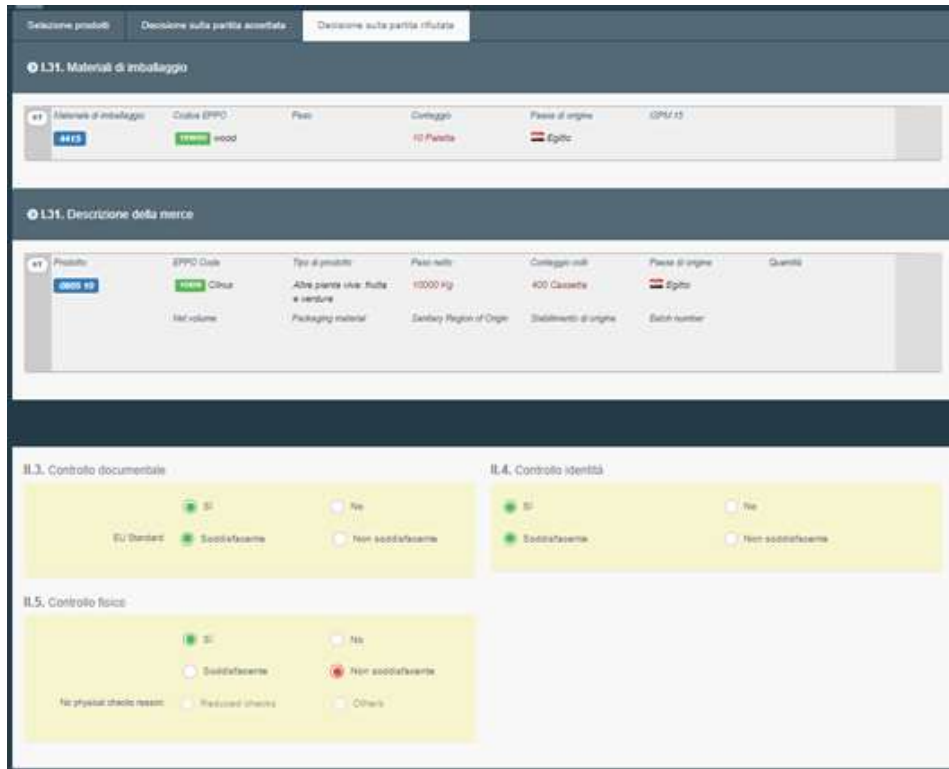 Selezione prodotti Decisione sulla partita accettata Decisione sulla partita rifiutata
I.31. Materiali di imballaggio
#1 Materiale d'imballaggio Codice EPPO Peso Conteggio Paese di origine ISPM 15
4415 wood 10 Palette Egitto
I.31. Descrizione della merce
#1 Prodotto EPPO Code Tipo di prodotto Peso netto Conteggio colli Paese di origine Quantità
0805 10 Citrus Altre piante vive: frutta 10000 Kg 400 Cassette Egitto
e verdure
Net volume Packaging material Sanitary Region of Origin Stabilimento di origine Batch number
II.3. Controllo documentale II.4. Controllo identità
Sì No Sì No
EU Standard Soddisfacente Non soddisfacente Soddisfacente Non soddisfacente
II.5. Controllo fisico
Sì No
Soddisfacente Non soddisfacente
No physical checks reason Reduced checks Others